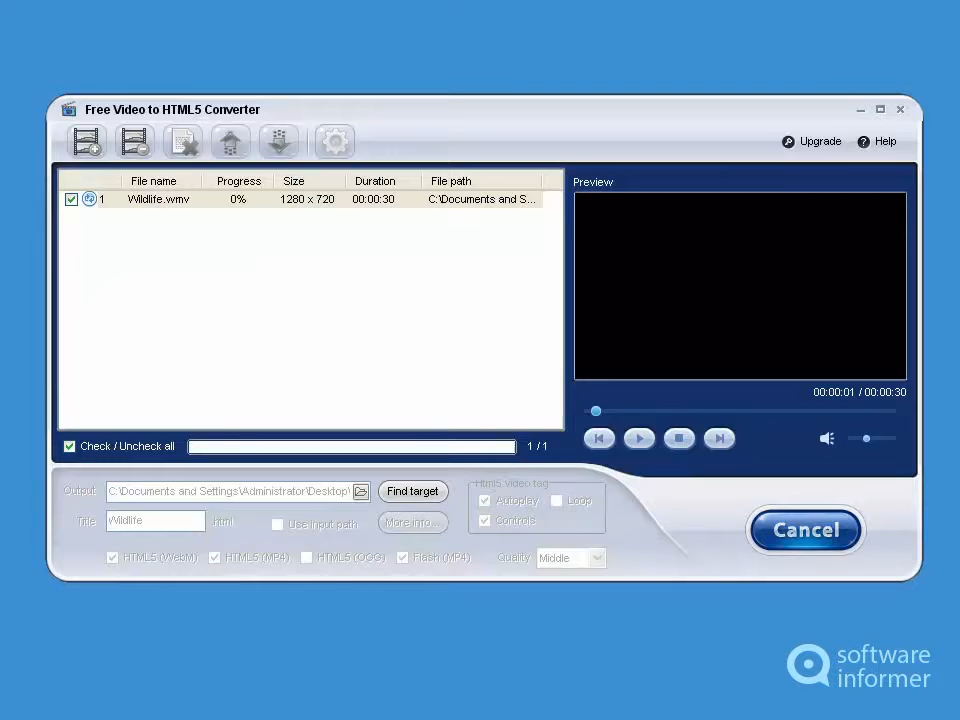 Free Video to HTML5 Converter
Upgrade
Help
File name Progress Size Duration File path
1 Wildlife.wmv 0% 1280 x 720 00:00:30 C:\Documents and S...
Preview
00:00:01 / 00:00:30
Check / Uncheck all
1 / 1
Output C:\Documents and Settings\Administrator\Desktop\ Find target
Title Wildlife .html Use input path More info...
Html5 video tag
Autoplay Loop
Controls
HTML5 (WebM) HTML5 (MP4) HTML5 (OGG) Flash (MP4) Quality Middle
Cancel
software
informer